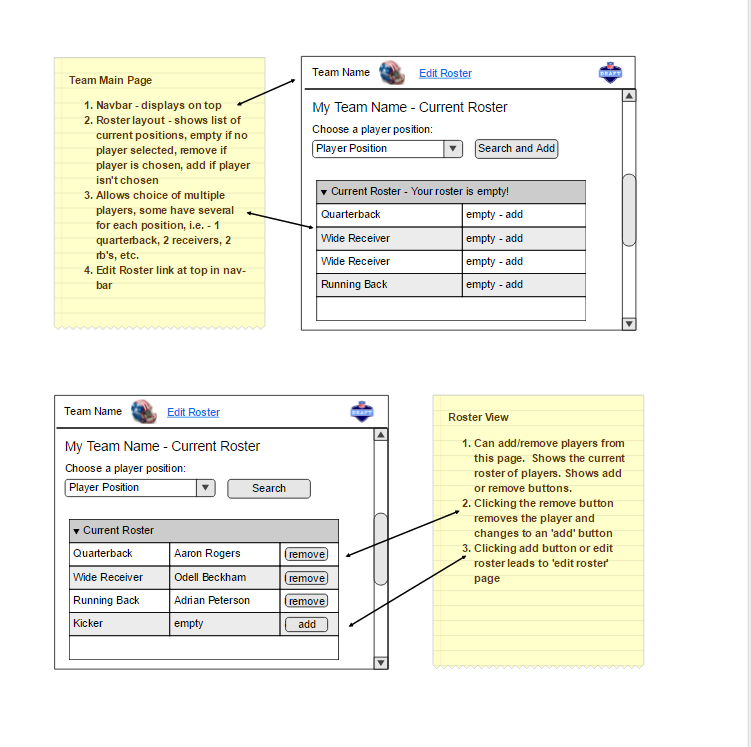 Team Main Page
1. Navbar - displays on top
2. Roster layout - shows list of
current positions, empty if no
player selected, remove if
player is chosen, add if player
isn't chosen
3. Allows choice of multiple
players, some have several
for each position, i.e. - 1
quarterback, 2 receivers, 2
rb's, etc.
4. Edit Roster link at top in nav-
bar
Team Name Edit Roster DRAFT
My Team Name - Current Roster
Choose a player position:
Player Position Search and Add
Current Roster - Your roster is empty!
Quarterback empty - add
Wide Receiver empty - add
Wide Receiver empty - add
Running Back empty - add
Team Name Edit Roster DRAFT
My Team Name - Current Roster
Choose a player position:
Player Position Search
Current Roster
Quarterback Aaron Rogers remove
Wide Receiver Odell Beckham remove
Running Back Adrian Peterson remove
Kicker empty add
Roster View
1. Can add/remove players from
this page. Shows the current
roster of players. Shows add
or remove buttons.
2. Clicking the remove button
removes the player and
changes to an 'add' button
3. Clicking add button or edit
roster leads to 'edit roster'
page